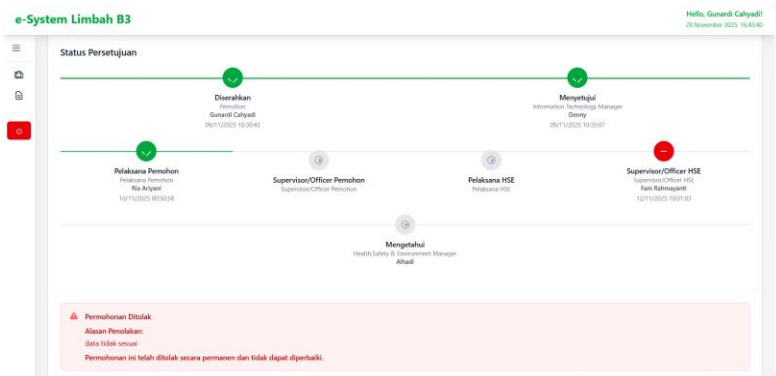 e-System Limbah B3
Hello, Gunardi Cahyadi!
28 November 2025, 16:43:40
Status Persetujuan
Diserahkan
Pemohon
Gunardi Cahyadi
09/11/2025 10:30:43
Menyetujui
Information Technology Manager
Denny
09/11/2025 10:35:07
Pelaksana Pemohon
Pelaksana Pemohon
Ria Ariyani
10/11/2025 00:50:58
Supervisor/Officer Pemohon
Supervisor/Officer Pemohon
Pelaksana HSE
Pelaksana HSE
Supervisor/Officer HSE
Supervisor/Officer HSE
Fani Rahmayanti
12/11/2025 10:01:03
Mengetahui
Health,Safety & Environment Manager
Alhadi
Permohonan Ditolak
Alasan Penolakan:
data tidak sesuai
Permohonan ini telah ditolak secara permanen dan tidak dapat diperbaiki.